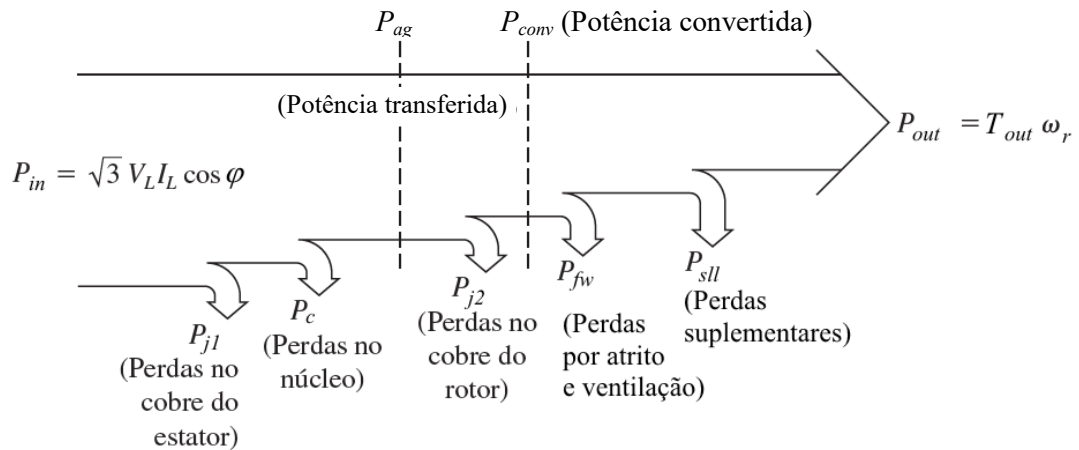 P_ag
P_conv (Potência convertida)
(Potência transferida)
P_out = T_out ω_r
P_in = √3 V_L I_L cos φ
P_j1
(Perdas no
cobre do
estator)
P_c
(Perdas no
núcleo)
P_j2
(Perdas no
cobre do
rotor)
P_fw
(Perdas
por atrito
e ventilação)
P_sll
(Perdas
suplementares)